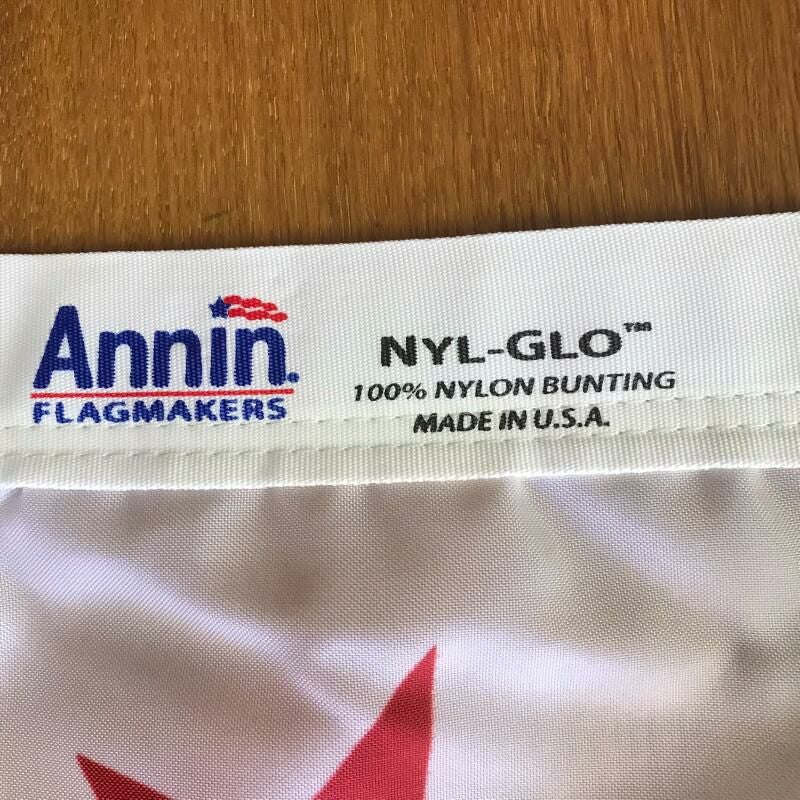 Annin.
FLAGMAKERS
NYL-GLO™
100% NYLON BUNTING
MADE IN U.S.A.